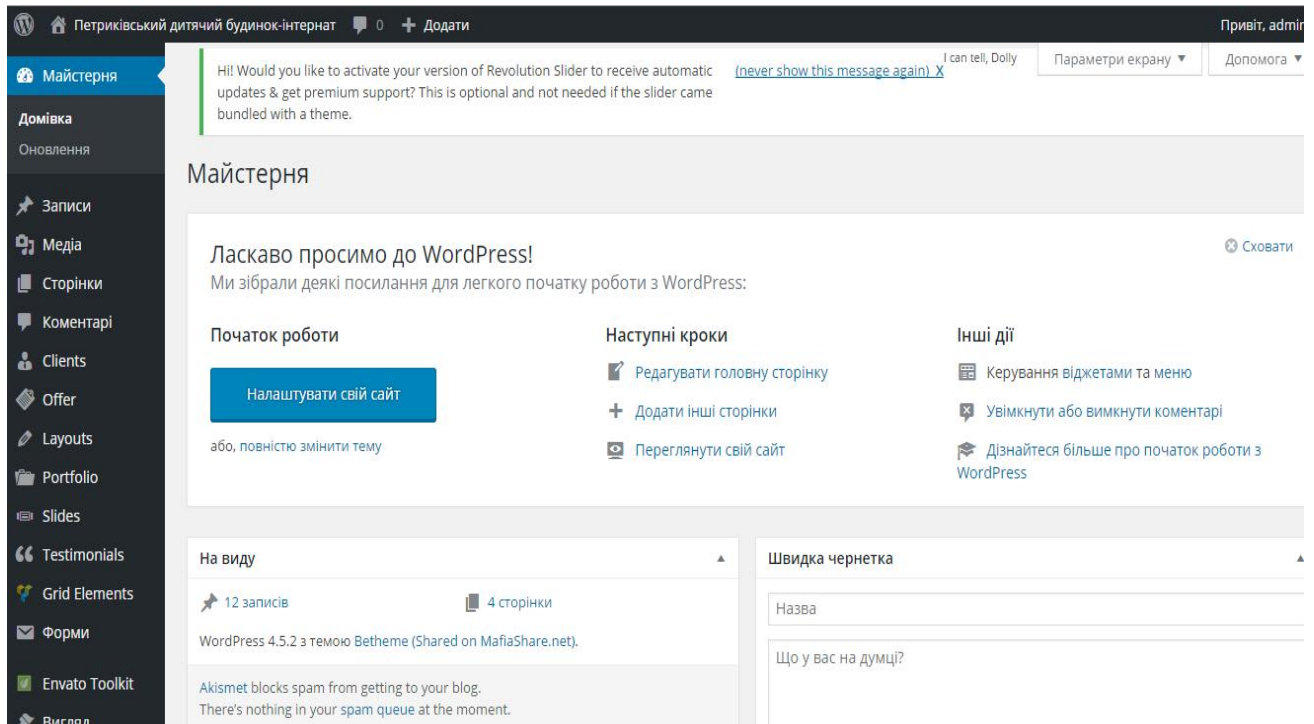 Петриківський дитячий будинок-інтернат 0 + Додати Привіт, admin
Майстерня
Домівка
Оновлення
Записи
Медіа
Сторінки
Коментарі
Clients
Offer
Layouts
Portfolio
Slides
Testimonials
Grid Elements
Форми
Envato Toolkit
Вигляд
Hi! Would you like to activate your version of Revolution Slider to receive automatic
updates & get premium support? This is optional and not needed if the slider came
bundled with a theme.
(never show this message again) X
I can tell, Dolly
Параметри екрану ▼
Допомога ▼
Майстерня
Ласкаво просимо до WordPress!
Сховати
Ми зібрали деякі посилання для легкого початку роботи з WordPress:
Початок роботи
Налаштувати свій сайт
або, повністю змінити тему
Наступні кроки
Редагувати головну сторінку
Додати інші сторінки
Переглянути свій сайт
Інші дії
Керування віджетами та меню
Увімкнути або вимкнути коментарі
Дізнайтеся більше про початок роботи з
WordPress
На виду
12 записів
4 сторінки
WordPress 4.5.2 з темою Betheme (Shared on MafiaShare.net).
Akismet blocks spam from getting to your blog.
There's nothing in your spam queue at the moment.
Швидка чернетка
Назва
Що у вас на думці?